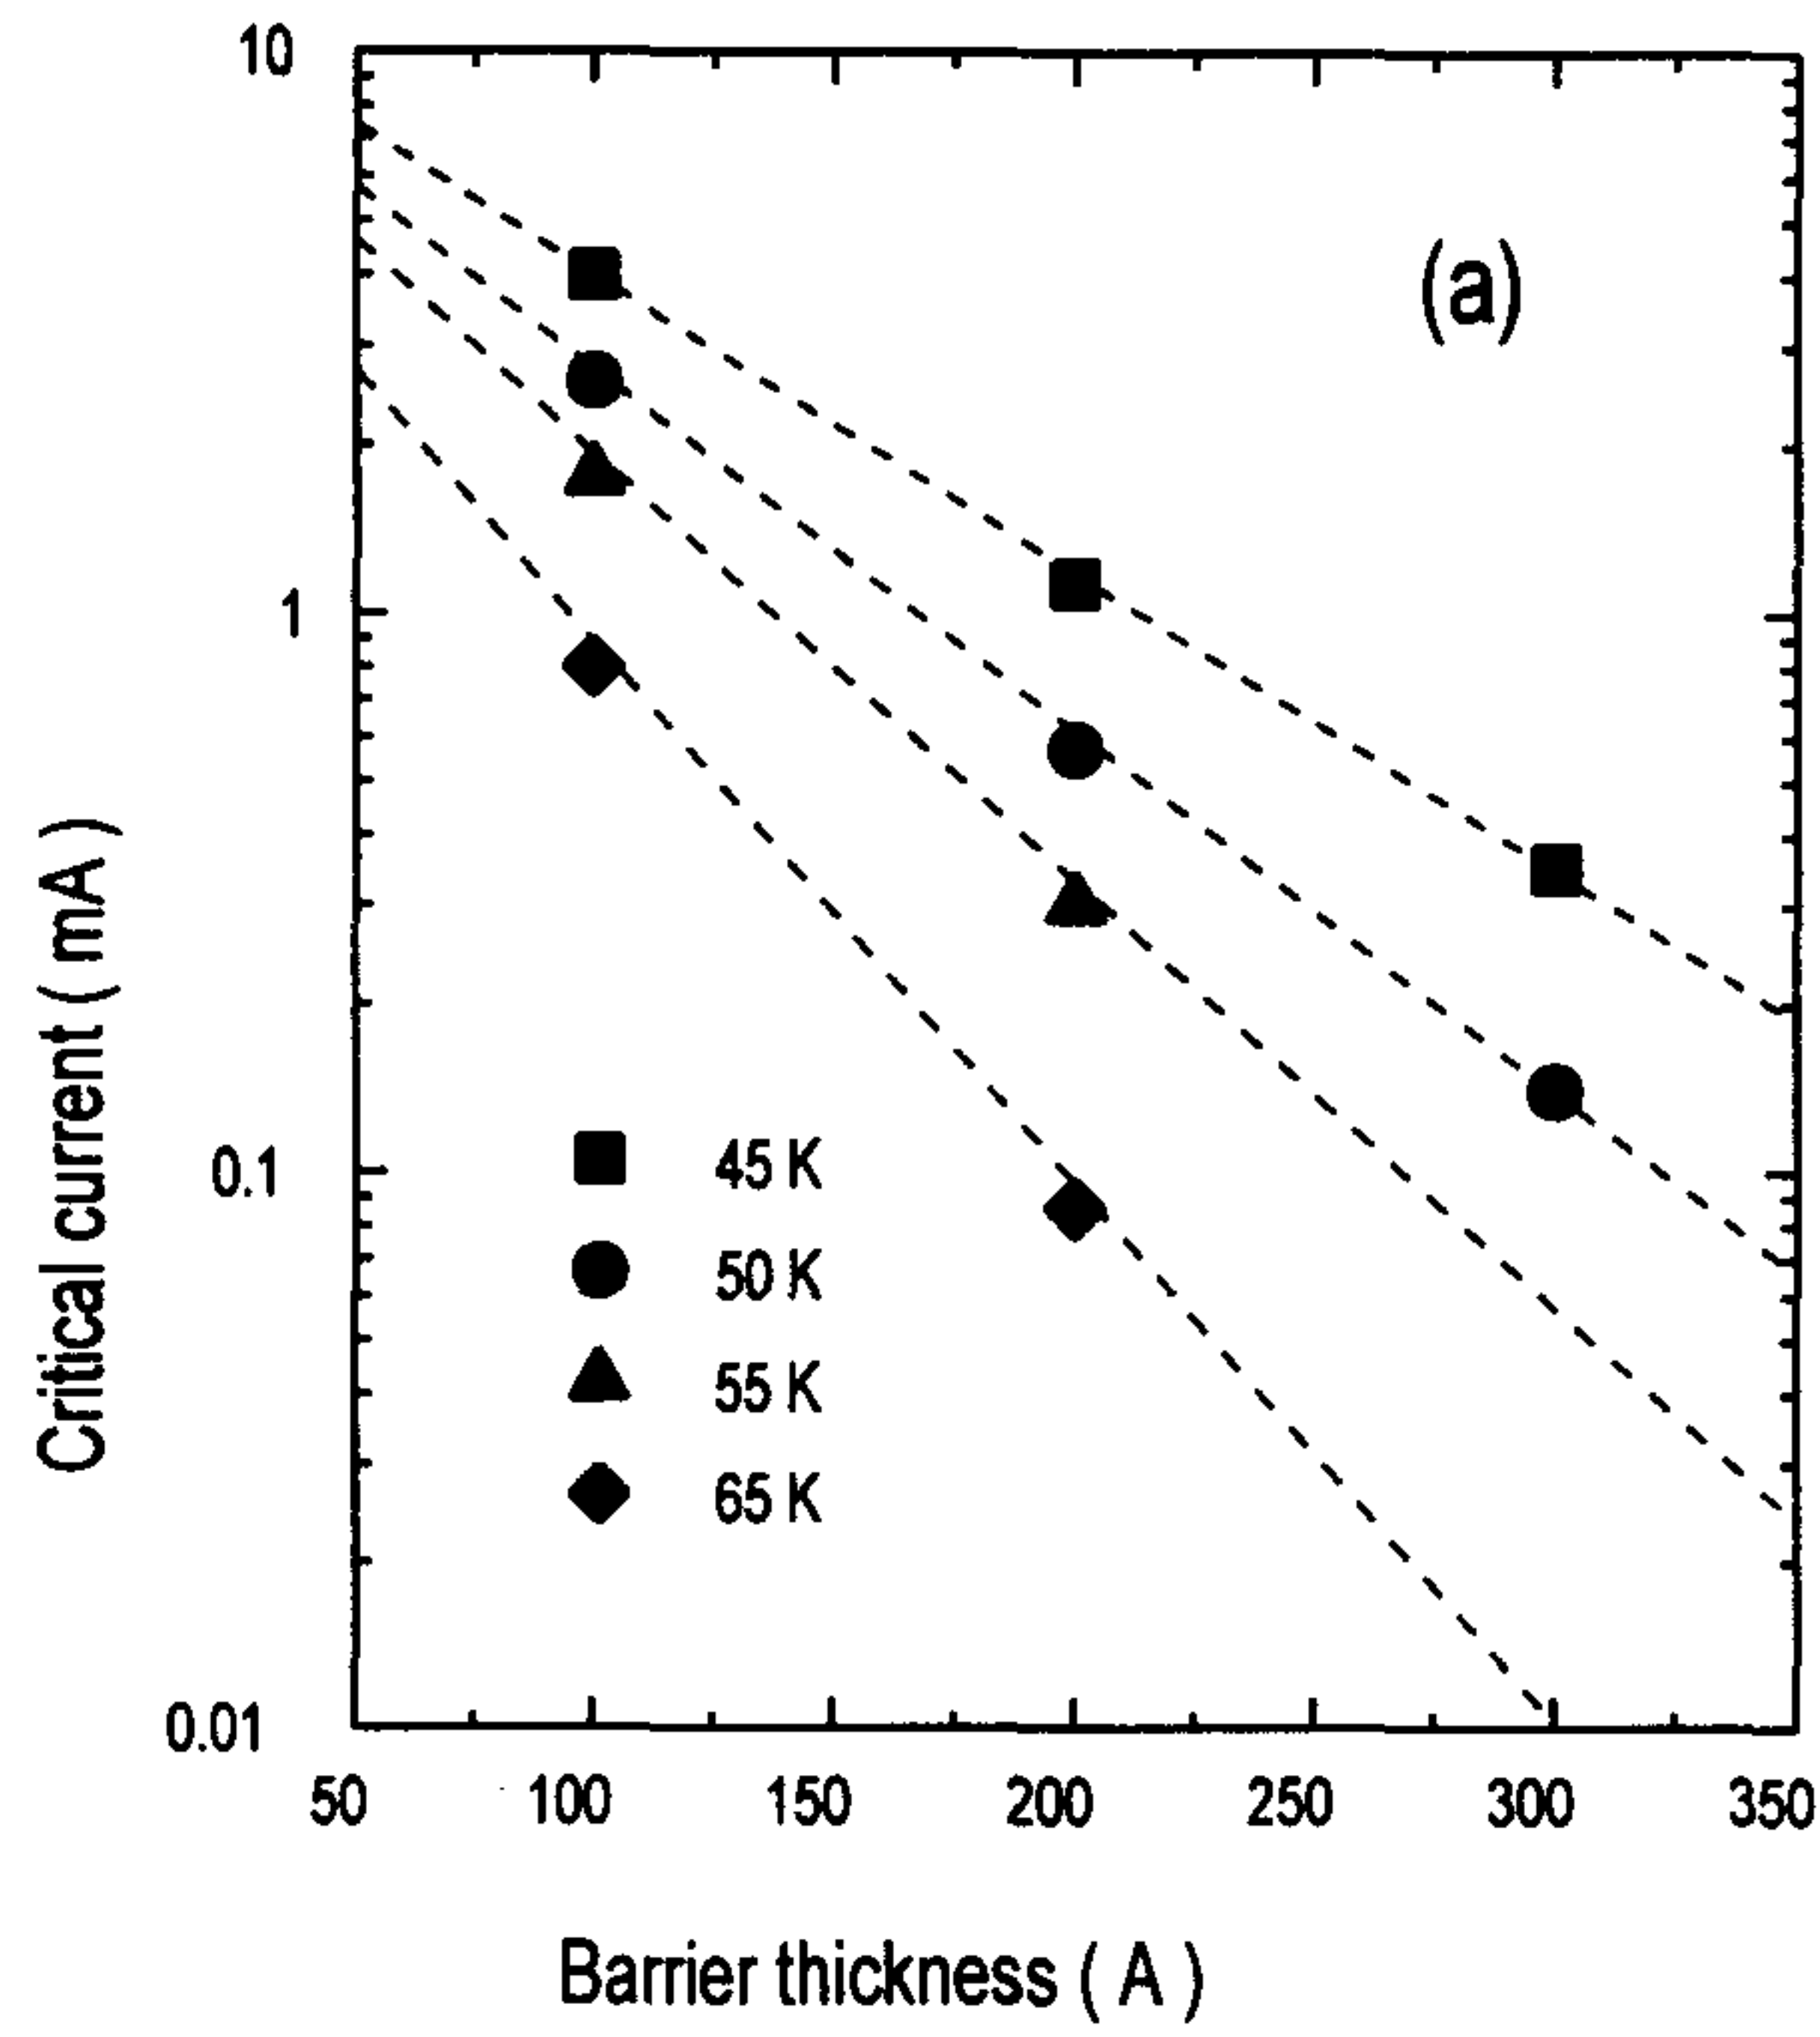 10
(a)
1
0.1
0.01
Critical current ( mA )
45 K
50 K
55 K
65 K
50 100 150 200 250 300 350
Barrier thickness ( A )